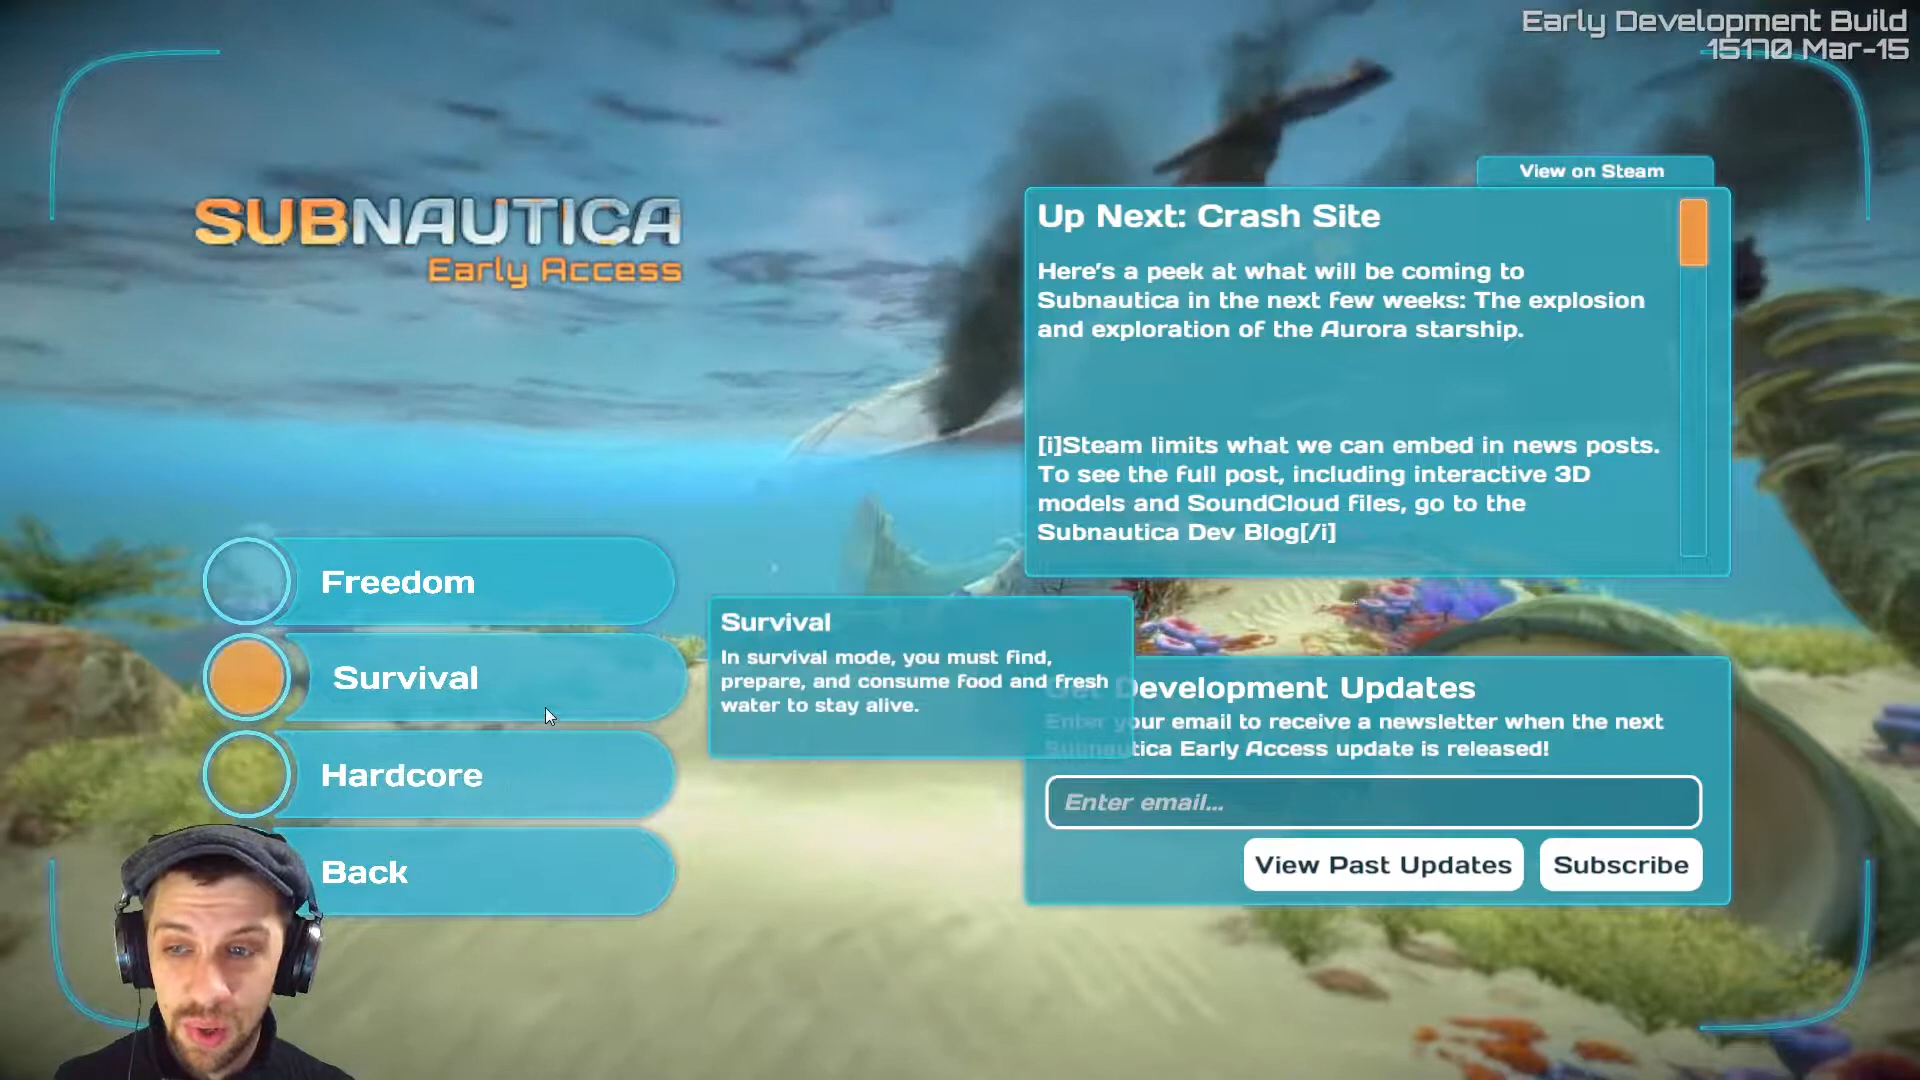 Early Development Build
15170 Mar-15
SUBNAUTICA
Early Access
View on Steam
Up Next: Crash Site
Here's a peek at what will be coming to
Subnautica in the next few weeks: The explosion
and exploration of the Aurora starship.
[i]Steam limits what we can embed in news posts.
To see the full post, including interactive 3D
models and SoundCloud files, go to the
Subnautica Dev Blog[/i]
Freedom
Survival
Hardcore
Back
Survival
In survival mode, you must find,
prepare, and consume food and fresh
water to stay alive.
Get Development Updates
Enter your email to receive a newsletter when the next
Subnautica Early Access update is released!
Enter email...
View Past Updates
Subscribe